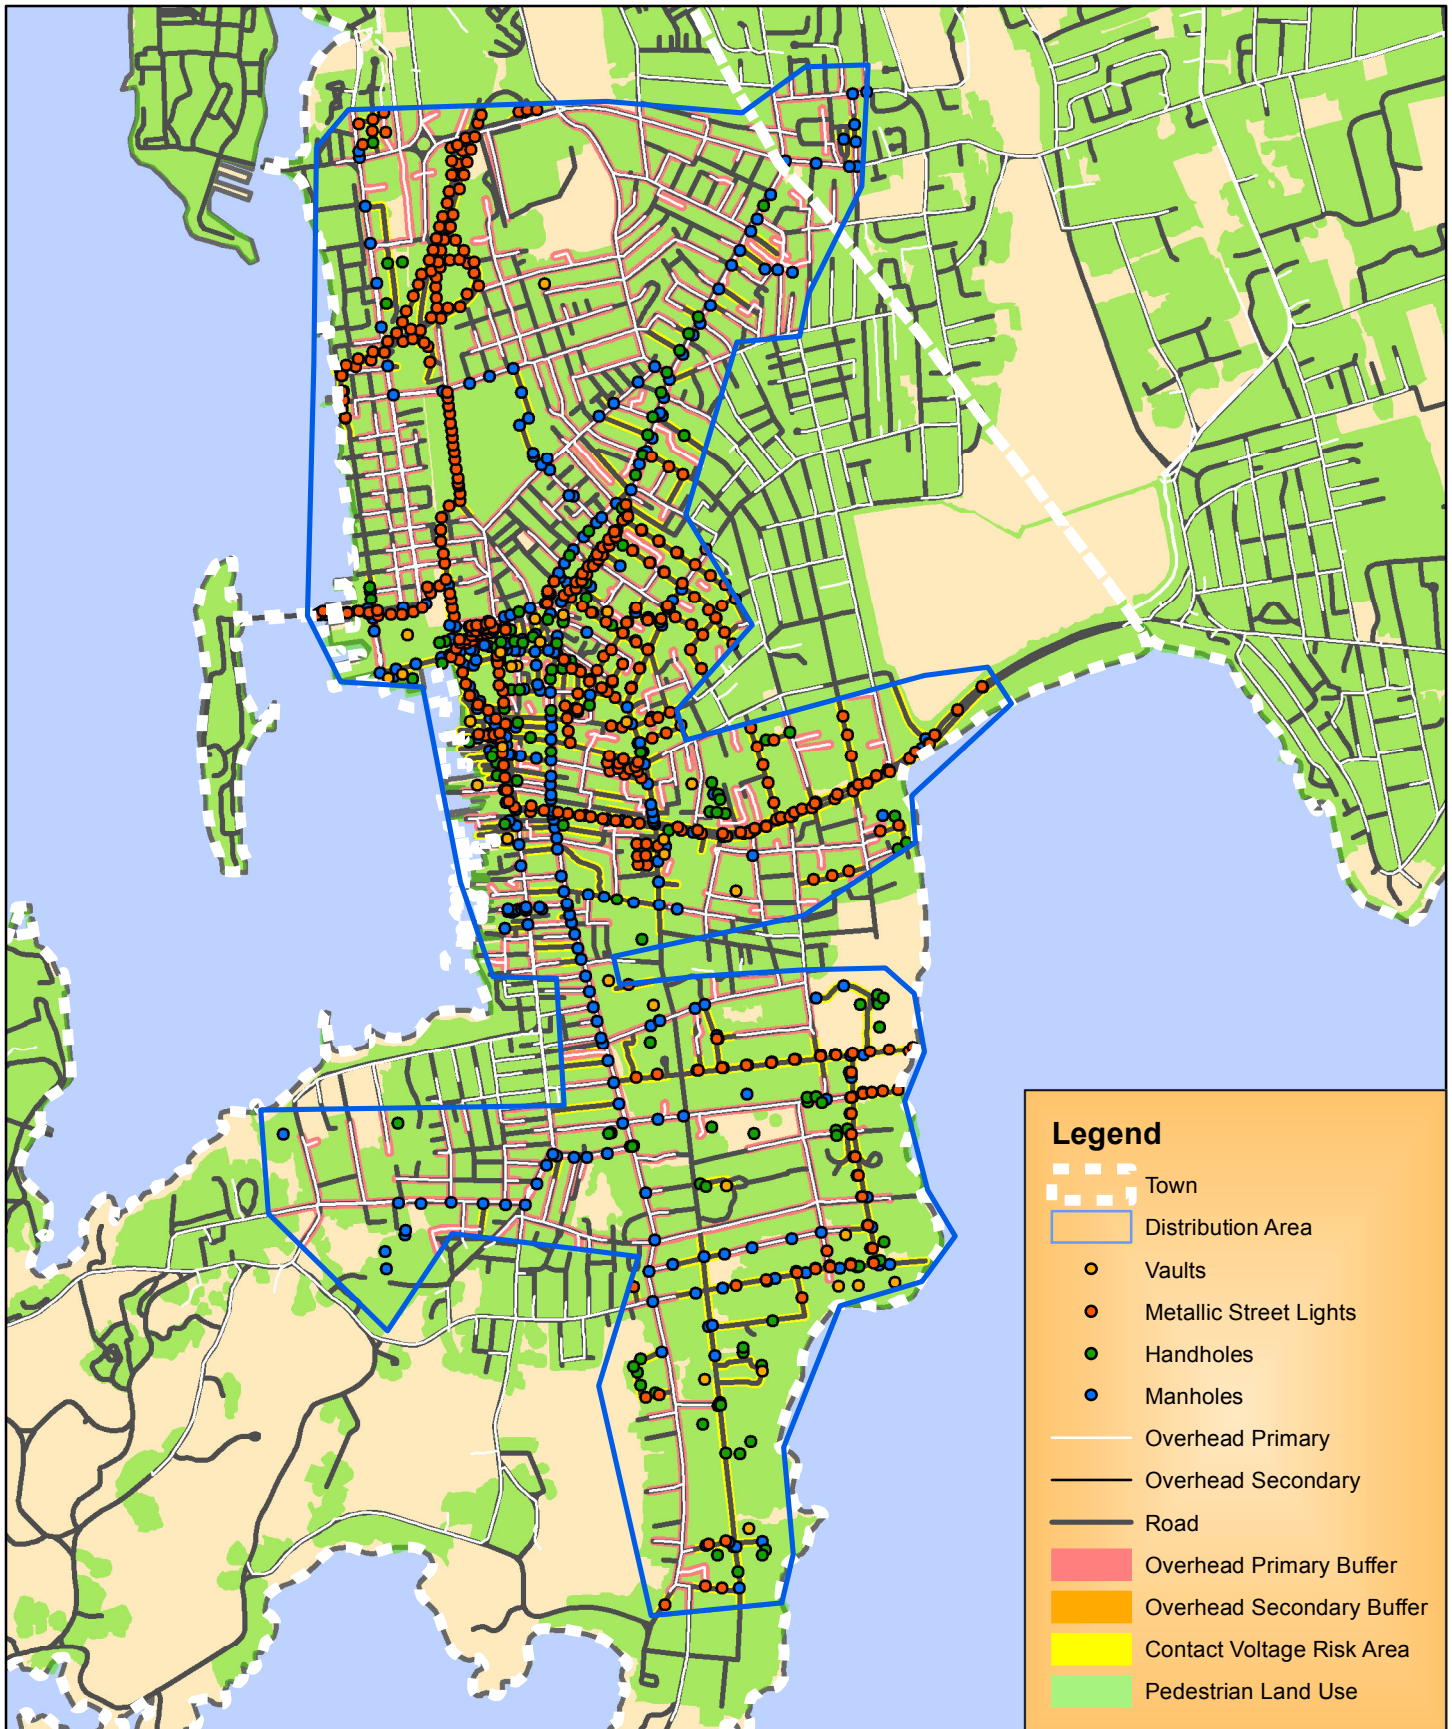 Legend
Town
Distribution Area
Vaults
Metallic Street Lights
Handholes
Manholes
Overhead Primary
Overhead Secondary
Road
Overhead Primary Buffer
Overhead Secondary Buffer
Contact Voltage Risk Area
Pedestrian Land Use